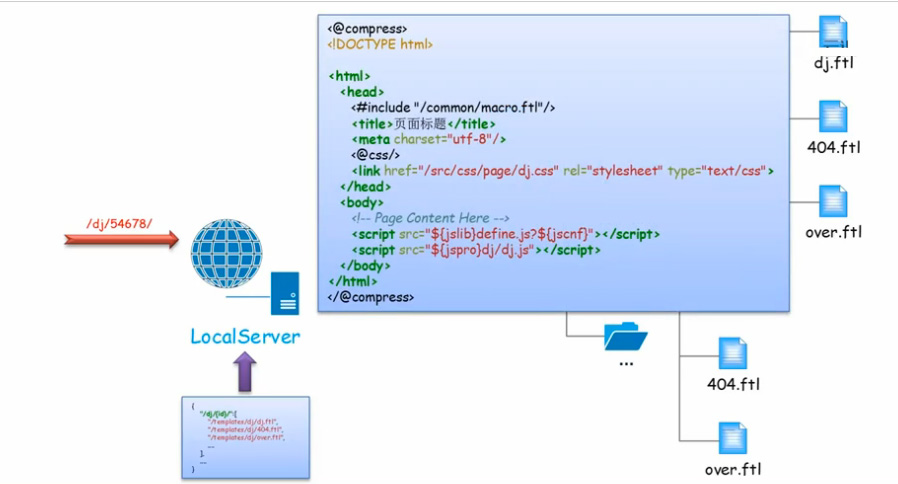 <@compress>
<!DOCTYPE html>
<html>
<head>
<#include "/common/macro.ftl"/>
<title>页面标题</title>
<meta charset="utf-8"/>
<@css/>
<link href="/src/css/page/dj.css" rel="stylesheet" type="text/css">
</head>
<body>
<!-- Page Content Here -->
<script src="${jslib}define.js?${jscnf}"></script>
<script src="${jspro}dj/dj.js"></script>
</body>
</html>
</@compress>
dj.ftl
404.ftl
over.ftl
/dj/54678/
LocalServer
...
404.ftl
over.ftl
{
"/dj/[id]/":[
"/templates/dj/dj.ftl",
"/templates/dj/404.ftl",
"/templates/dj/over.ftl",
...
],
...
}